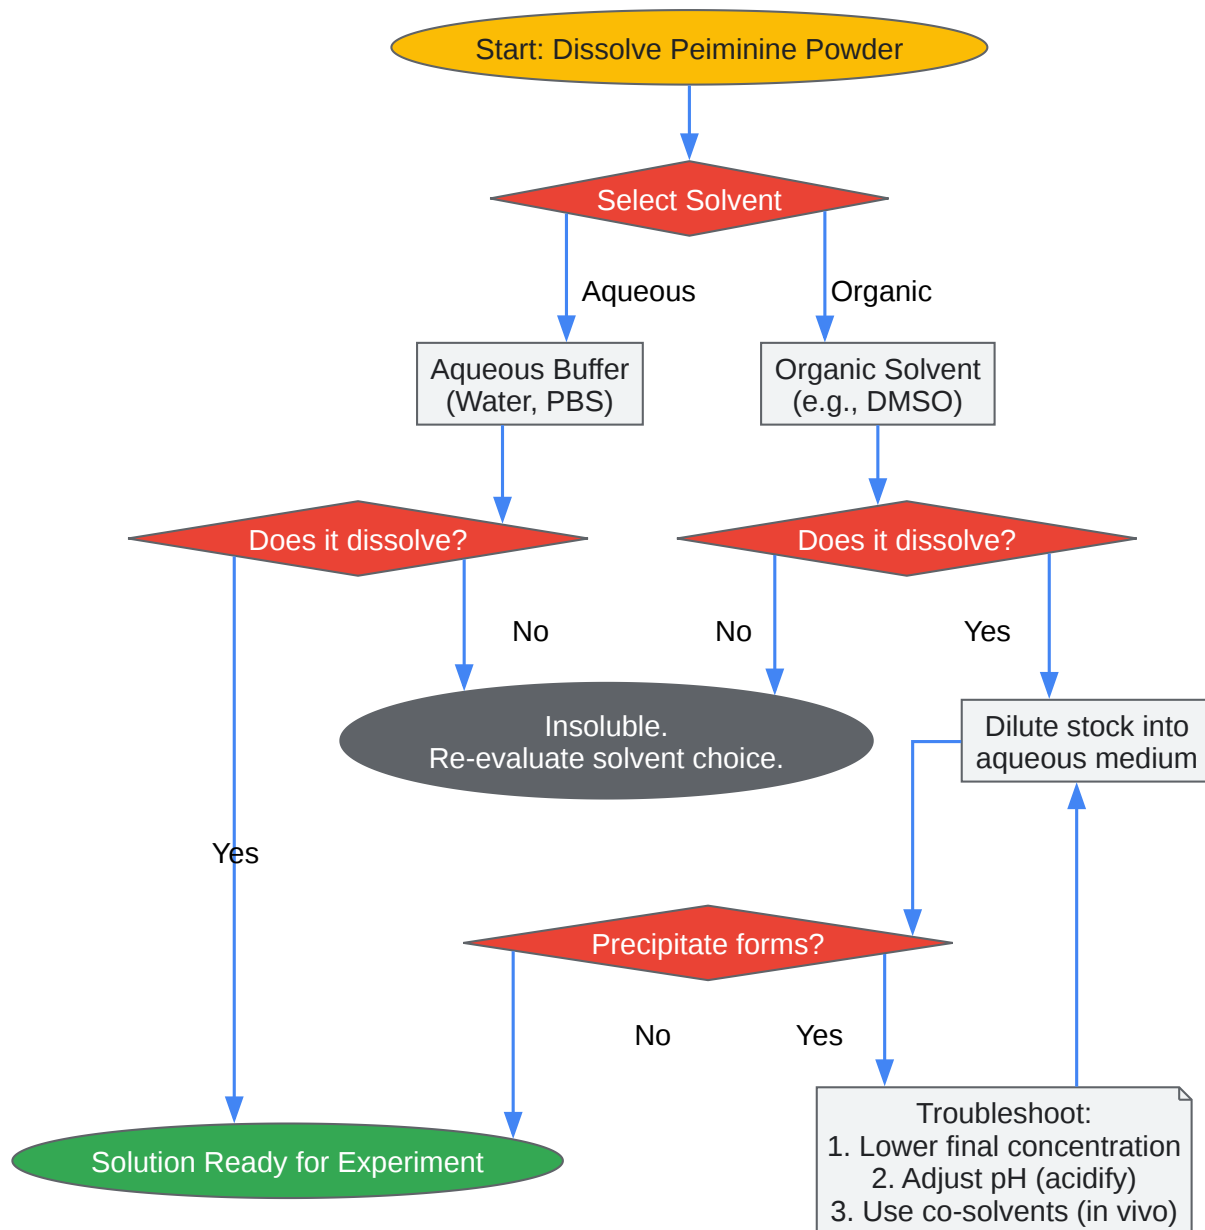 Start: Dissolve Peiminine Powder
Select Solvent
Aqueous
Organic
Aqueous Buffer
(Water, PBS)
Organic Solvent
(e.g., DMSO)
Does it dissolve?
Does it dissolve?
No
No
Yes
Insoluble.
Re-evaluate solvent choice.
Dilute stock into
aqueous medium
Yes
Precipitate forms?
No
Yes
Troubleshoot:
1. Lower final concentration
2. Adjust pH (acidify)
3. Use co-solvents (in vivo)
Solution Ready for Experiment